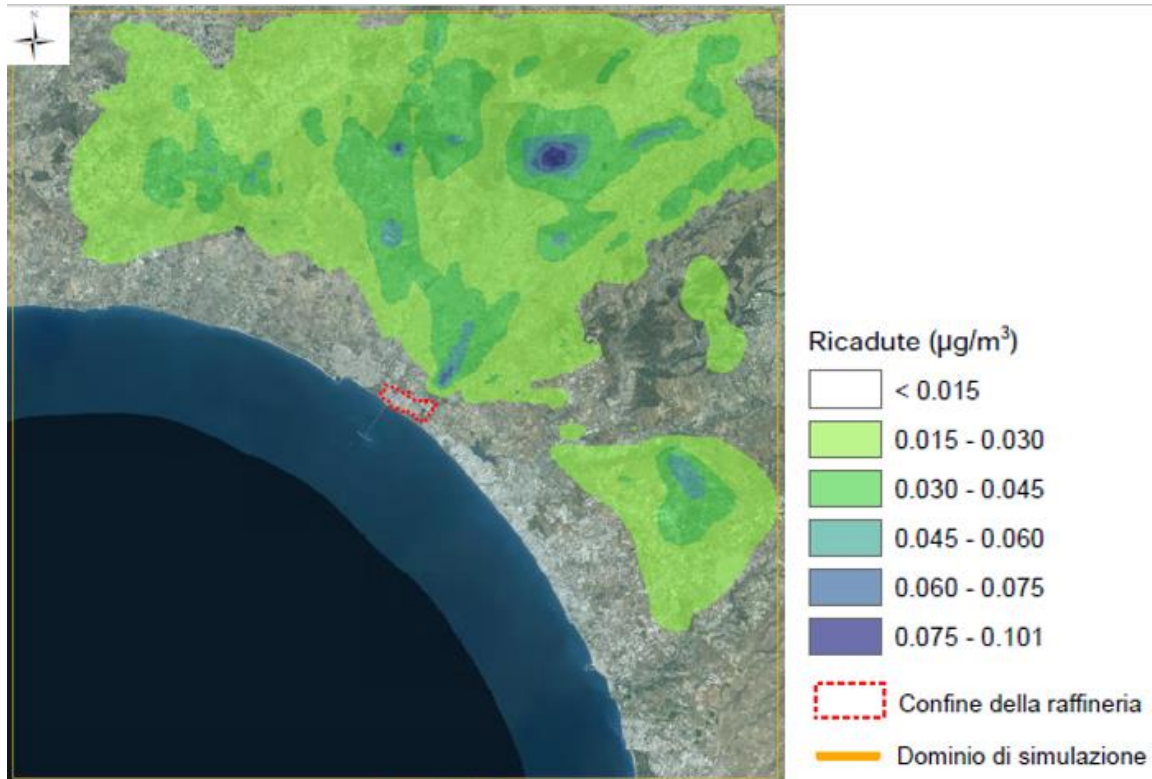 N
Ricadute (µg/m³)
< 0.015
0.015 - 0.030
0.030 - 0.045
0.045 - 0.060
0.060 - 0.075
0.075 - 0.101
Confine della raffineria
Dominio di simulazione